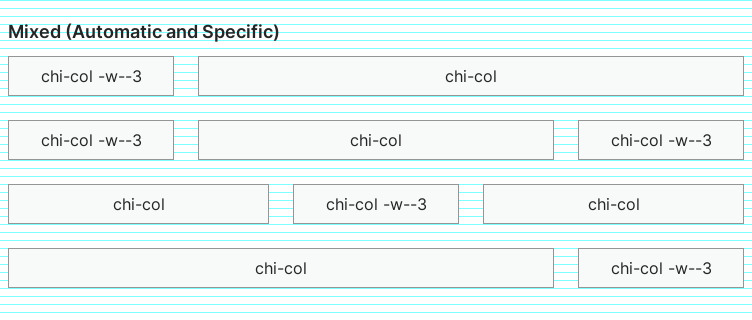 Mixed (Automatic and Specific)
chi-col -w--3 chi-col
chi-col -w--3 chi-col chi-col -w--3
chi-col chi-col -w--3 chi-col
chi-col chi-col -w--3